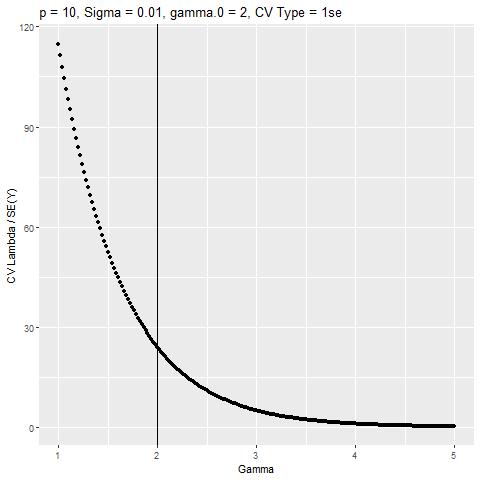 p = 10, Sigma = 0.01, gamma.0 = 2, CV Type = 1se
120
90
60
30
0
CV Lambda / SE(Y)
1 2 3 4 5
Gamma